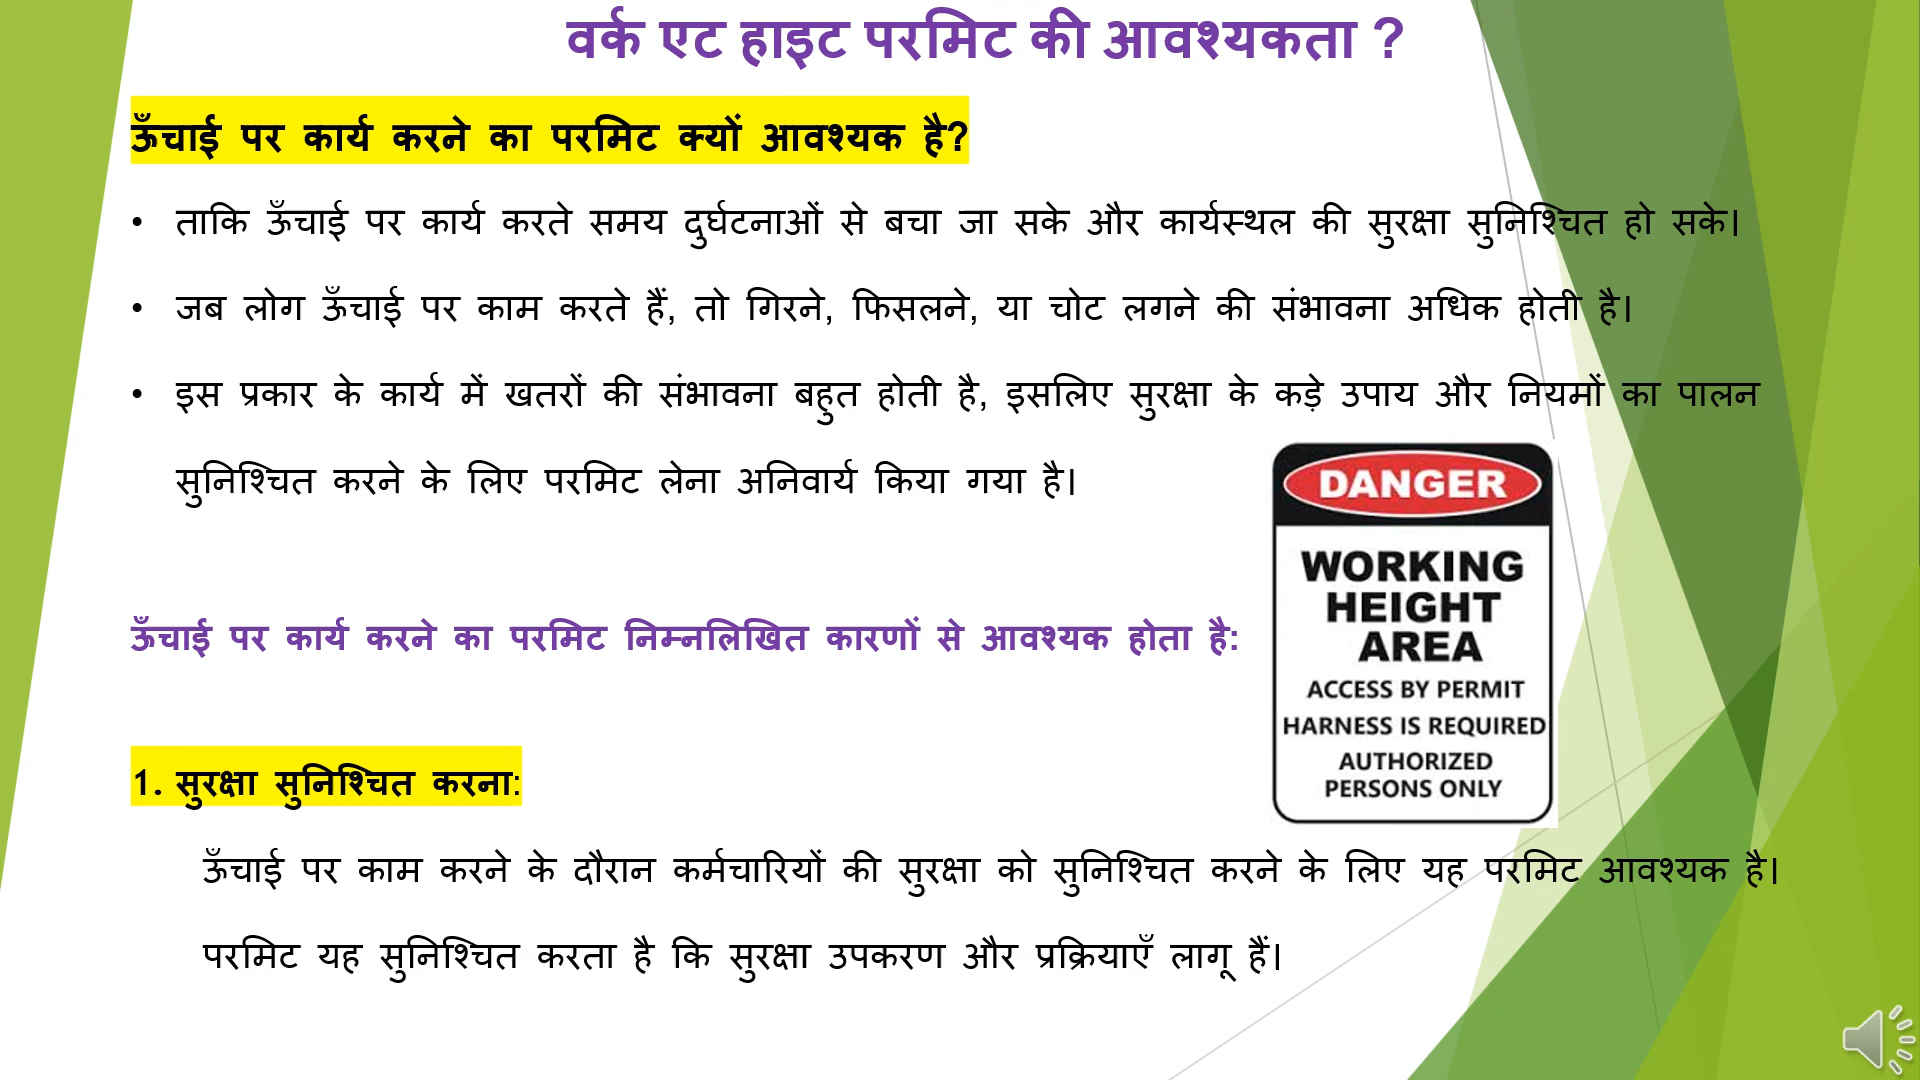 वर्क एट हाइट परमिट की आवश्यकता ?
ऊँचाई पर कार्य करने का परमिट क्यों आवश्यक है?
• ताकि ऊँचाई पर कार्य करते समय दुर्घटनाओं से बचा जा सके और कार्यस्थल की सुरक्षा सुनिश्चित हो सके।
• जब लोग ऊँचाई पर काम करते हैं, तो गिरने, फिसलने, या चोट लगने की संभावना अधिक होती है।
• इस प्रकार के कार्य में खतरों की संभावना बहुत होती है, इसलिए सुरक्षा के कड़े उपाय और नियमों का पालन
सुनिश्चित करने के लिए परमिट लेना अनिवार्य किया गया है।
DANGER
WORKING
HEIGHT
AREA
ACCESS BY PERMIT
HARNESS IS REQUIRED
AUTHORIZED
PERSONS ONLY
ऊँचाई पर कार्य करने का परमिट निम्नलिखित कारणों से आवश्यक होता है:
1. सुरक्षा सुनिश्चित करना:
ऊँचाई पर काम करने के दौरान कर्मचारियों की सुरक्षा को सुनिश्चित करने के लिए यह परमिट आवश्यक है।
परमिट यह सुनिश्चित करता है कि सुरक्षा उपकरण और प्रक्रियाएँ लागू हैं।